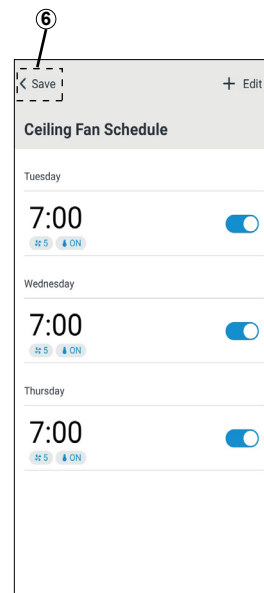 ⑥
< Save + Edit
Ceiling Fan Schedule
Tuesday
7:00
5 ON
Wednesday
7:00
5 ON
Thursday
7:00
5 ON